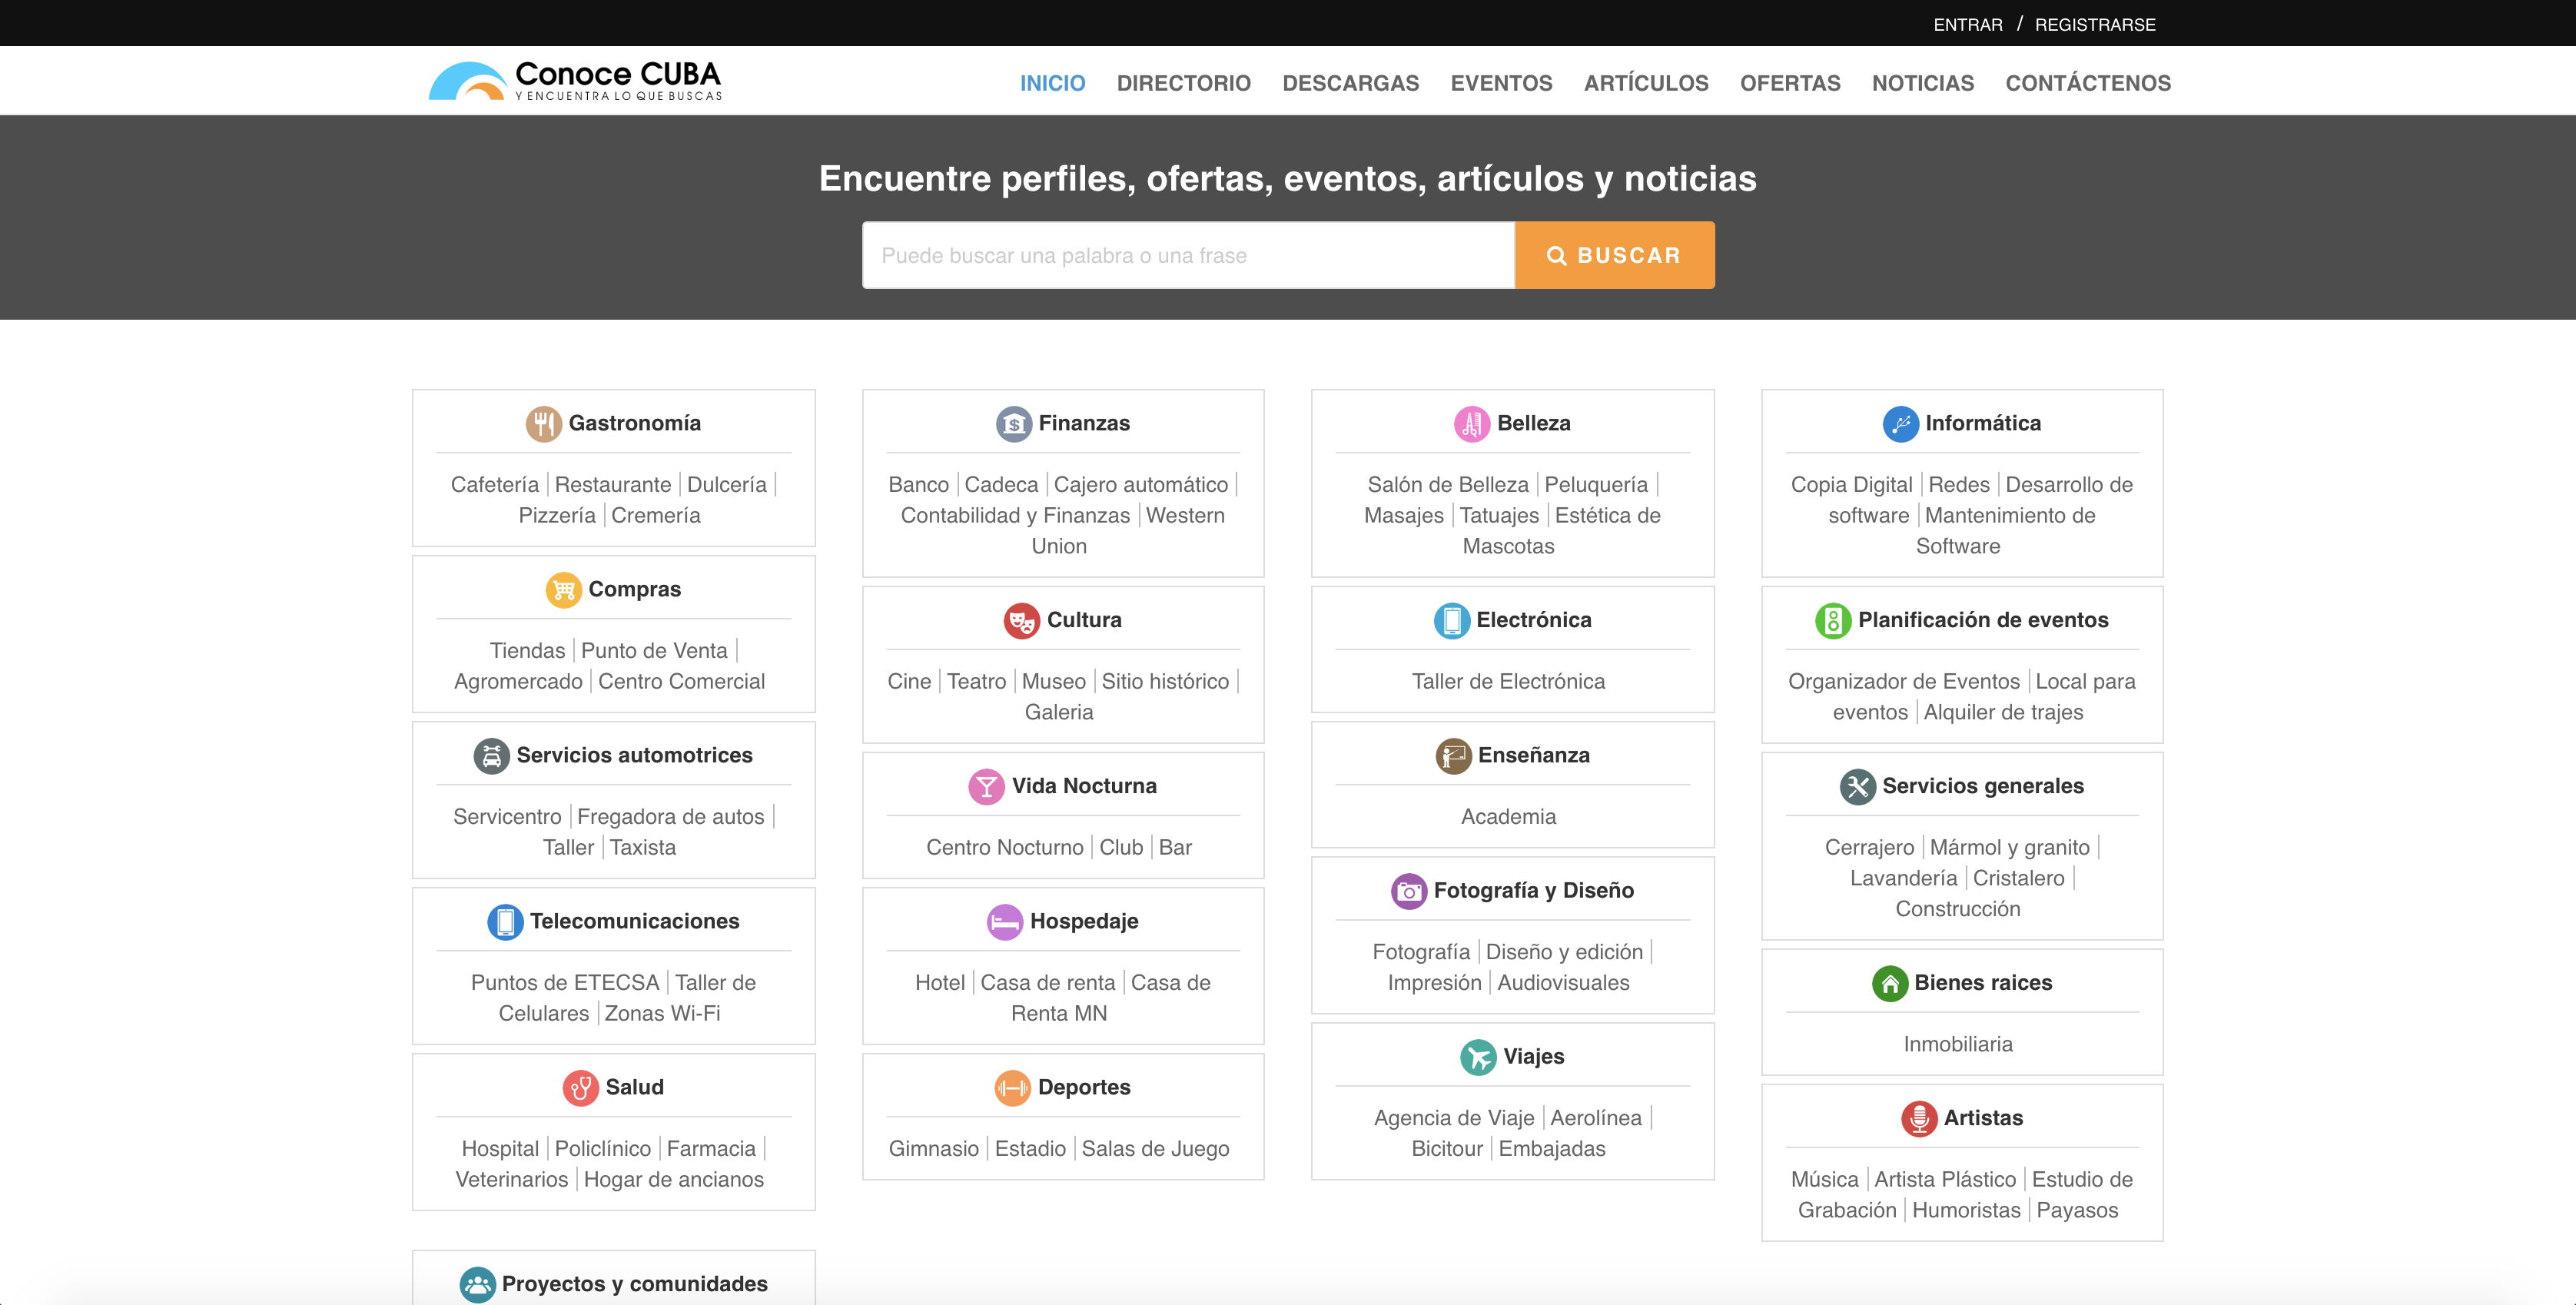 ENTRAR / REGISTRARSE
Conoce CUBA
Y ENCUENTRA LO QUE BUSCAS
INICIO DIRECTORIO DESCARGAS EVENTOS ARTÍCULOS OFERTAS NOTICIAS CONTÁCTENOS
Encuentre perfiles, ofertas, eventos, artículos y noticias
Puede buscar una palabra o una frase
BUSCAR
Gastronomía
Cafetería | Restaurante | Dulcería |
Pizzería | Cremería
Compras
Tiendas | Punto de Venta |
Agromercado | Centro Comercial
Servicios automotrices
Servicentro | Fregadora de autos |
Taller | Taxista
Telecomunicaciones
Puntos de ETECSA | Taller de
Celulares | Zonas Wi-Fi
Salud
Hospital | Policlínico | Farmacia |
Veterinarios | Hogar de ancianos
Proyectos y comunidades
Finanzas
Banco | Cadeca | Cajero automático |
Contabilidad y Finanzas | Western
Union
Cultura
Cine | Teatro | Museo | Sitio histórico |
Galeria
Vida Nocturna
Centro Nocturno | Club | Bar
Hospedaje
Hotel | Casa de renta | Casa de
Renta MN
Deportes
Gimnasio | Estadio | Salas de Juego
Belleza
Salón de Belleza | Peluquería |
Masajes | Tatuajes | Estética de
Mascotas
Electrónica
Taller de Electrónica
Enseñanza
Academia
Fotografía y Diseño
Fotografía | Diseño y edición |
Impresión | Audiovisuales
Viajes
Agencia de Viaje | Aerolínea |
Bicitour | Embajadas
Informática
Copia Digital | Redes | Desarrollo de
software | Mantenimiento de
Software
Planificación de eventos
Organizador de Eventos | Local para
eventos | Alquiler de trajes
Servicios generales
Cerrajero | Mármol y granito |
Lavandería | Cristalero |
Construcción
Bienes raices
Inmobiliaria
Artistas
Música | Artista Plástico | Estudio de
Grabación | Humoristas | Payasos